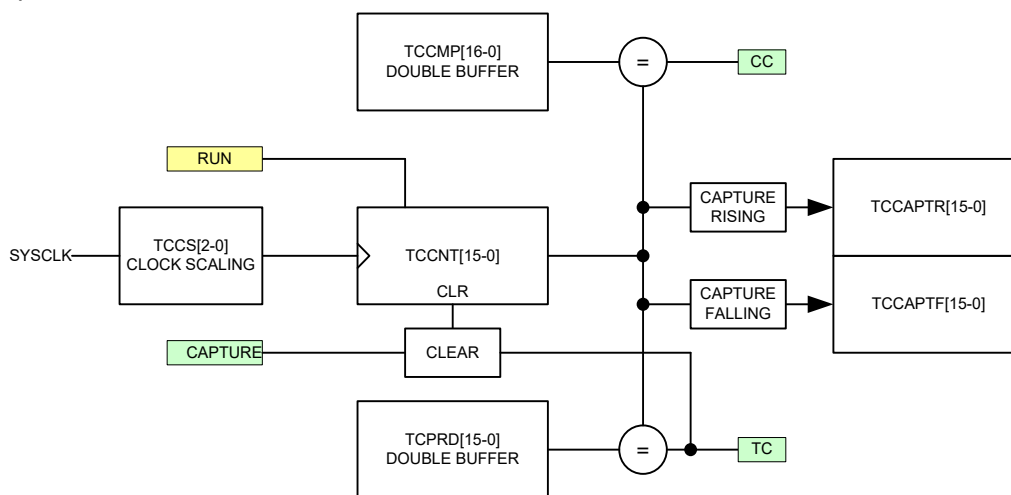 TCCMP[16-0]
DOUBLE BUFFER
=
CC
RUN
CAPTURE
RISING
TCCAPTR[15-0]
SYSCLK
TCCS[2-0]
CLOCK SCALING
TCCNT[15-0]
CLR
CAPTURE
FALLING
TCCAPTF[15-0]
CAPTURE
CLEAR
TCPRD[15-0]
DOUBLE BUFFER
=
TC